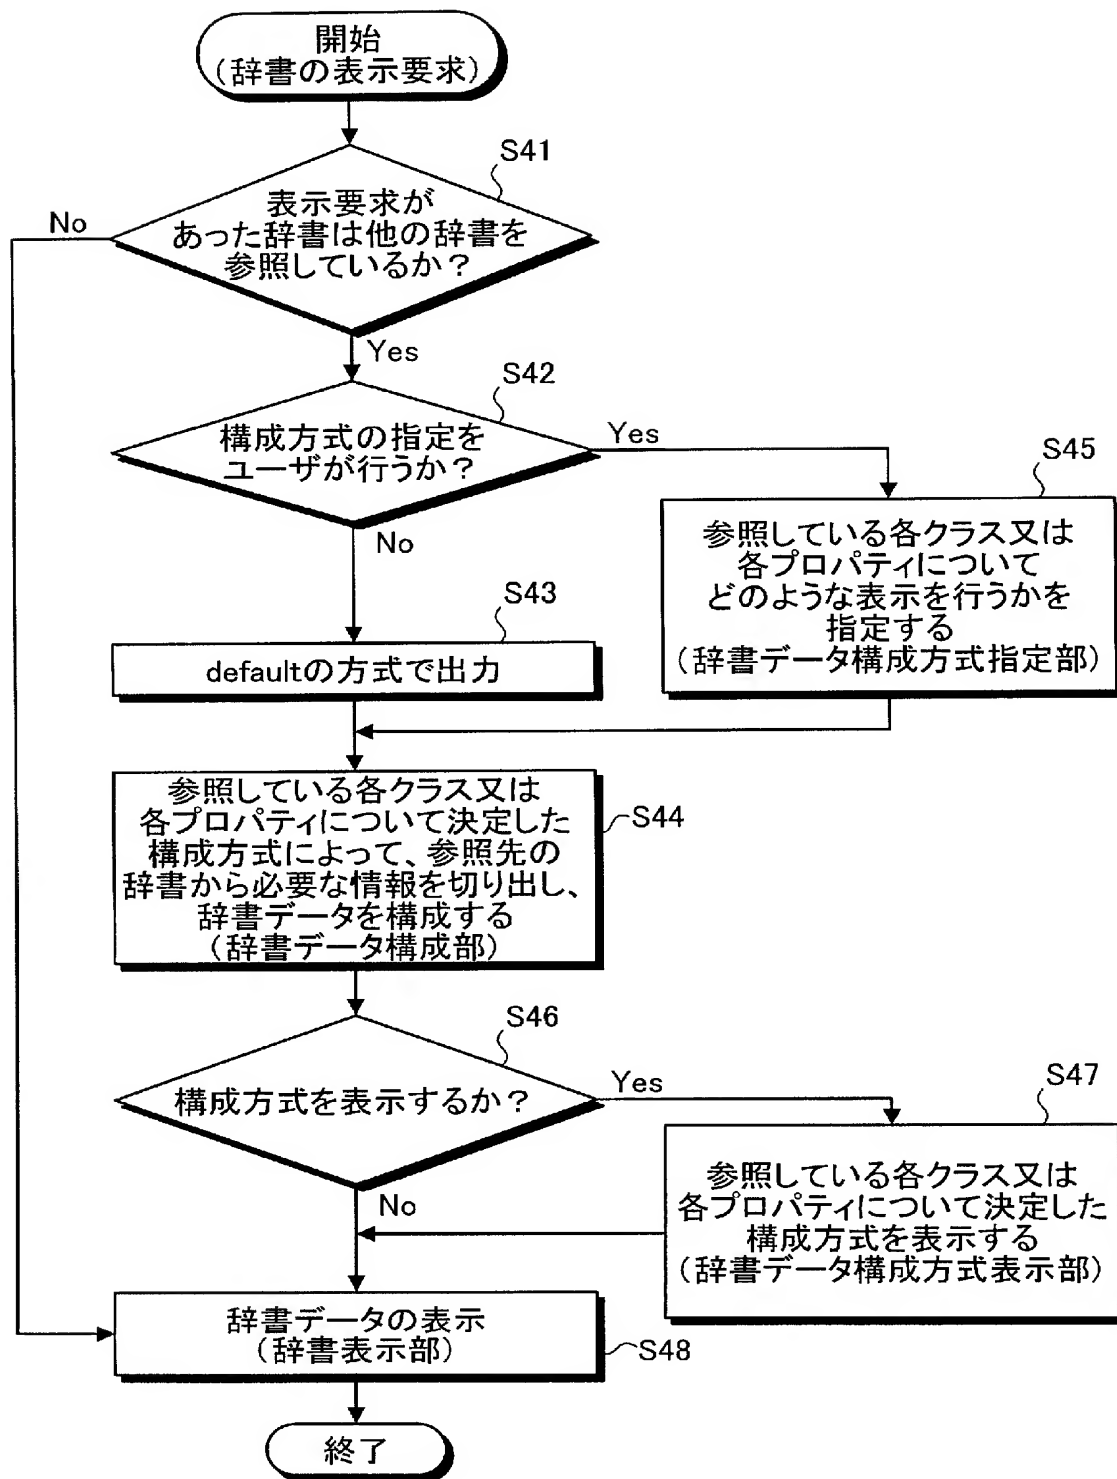 開始
(辞書の表示要求)
S41
表示要求が
あった辞書は他の辞書を
参照しているか？
No
Yes
S42
構成方式の指定を
ユーザが行うか？
Yes
No
S45
参照している各クラス又は
各プロパティについて
どのような表示を行うかを
指定する
(辞書データ構成方式指定部)
S43
defaultの方式で出力
参照している各クラス又は
各プロパティについて決定した
構成方式によって、参照先の
辞書から必要な情報を切り出し、
辞書データを構成する
(辞書データ構成部)
S44
S46
構成方式を表示するか？
Yes
No
S47
参照している各クラス又は
各プロパティについて決定した
構成方式を表示する
(辞書データ構成方式表示部)
辞書データの表示
(辞書表示部)
S48
終了